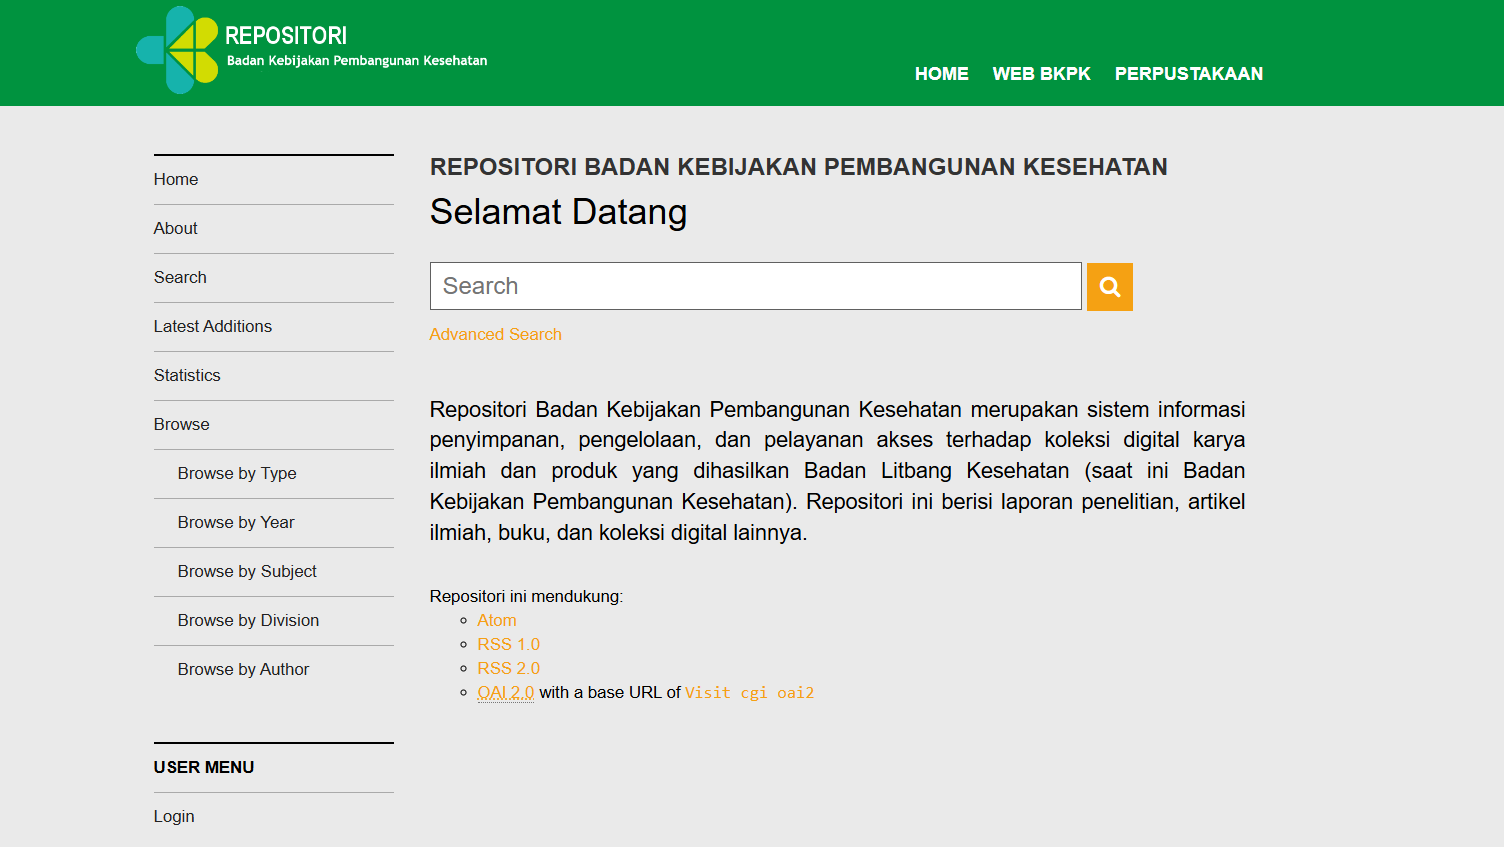 REPOSITORI
Badan Kebijakan Pembangunan Kesehatan
HOME WEB BKPK PERPUSTAKAAN
Home
About
Search
Latest Additions
Statistics
Browse
Browse by Type
Browse by Year
Browse by Subject
Browse by Division
Browse by Author
USER MENU
Login
REPOSITORI BADAN KEBIJAKAN PEMBANGUNAN KESEHATAN
Selamat Datang
Search
Advanced Search
Repositori Badan Kebijakan Pembangunan Kesehatan merupakan sistem informasi
penyimpanan, pengelolaan, dan pelayanan akses terhadap koleksi digital karya
ilmiah dan produk yang dihasilkan Badan Litbang Kesehatan (saat ini Badan
Kebijakan Pembangunan Kesehatan). Repositori ini berisi laporan penelitian, artikel
ilmiah, buku, dan koleksi digital lainnya.
Repositori ini mendukung:
Atom
RSS 1.0
RSS 2.0
OAI 2.0 with a base URL of Visit cgi oai2